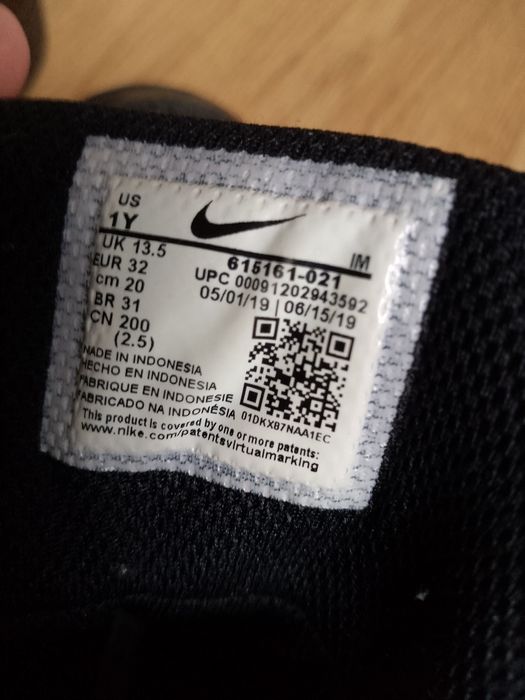 US
1Y
UK 13.5
EUR 32
cm 20
BR 31
CN 200
(2.5)
IM
615161-021
UPC 00091202943592
05/01/19 | 06/15/19
MADE IN INDONESIA
HECHO EN INDONESIA
FABRIQUE EN INDONESIE
FABRICADO NA INDONÉSIA
01DKXB7NAA1EC
This product is covered by one or more patents:
www.nike.com/patentsvirtualmarking